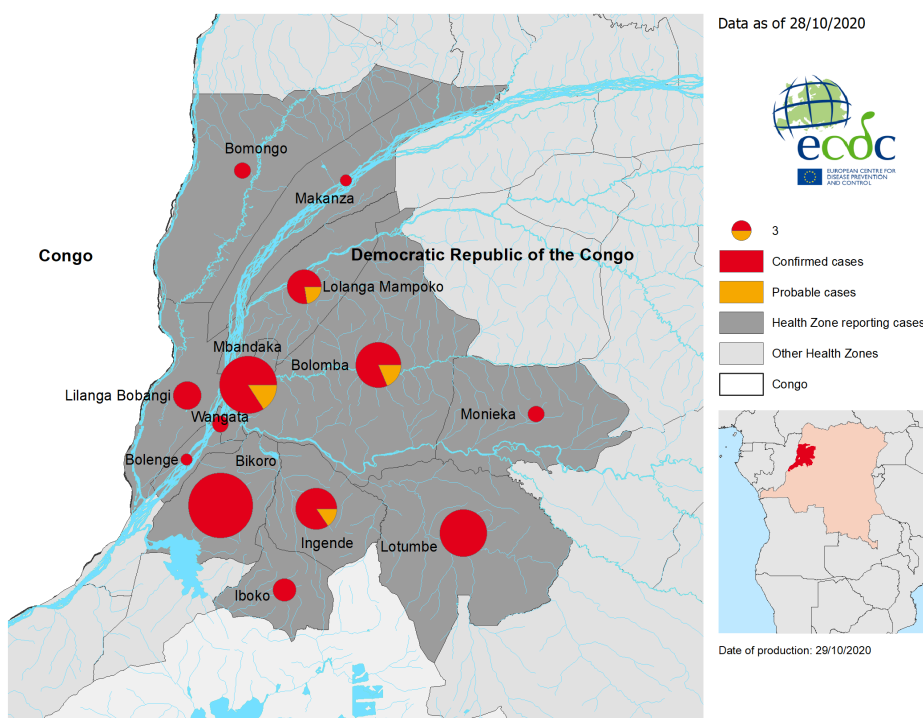 Data as of 28/10/2020
ecdc
EUROPEAN CENTRE FOR
DISEASE PREVENTION
AND CONTROL
Bomongo
Makanza
Congo
Democratic Republic of the Congo
Lolanga Mampoko
Mbandaka
Bolomba
Lilanga Bobangi
Wangata
Monieka
Bolenge
Bikoro
Ingende
Lotumbe
Iboko
3
Confirmed cases
Probable cases
Health Zone reporting cases
Other Health Zones
Congo
Date of production: 29/10/2020